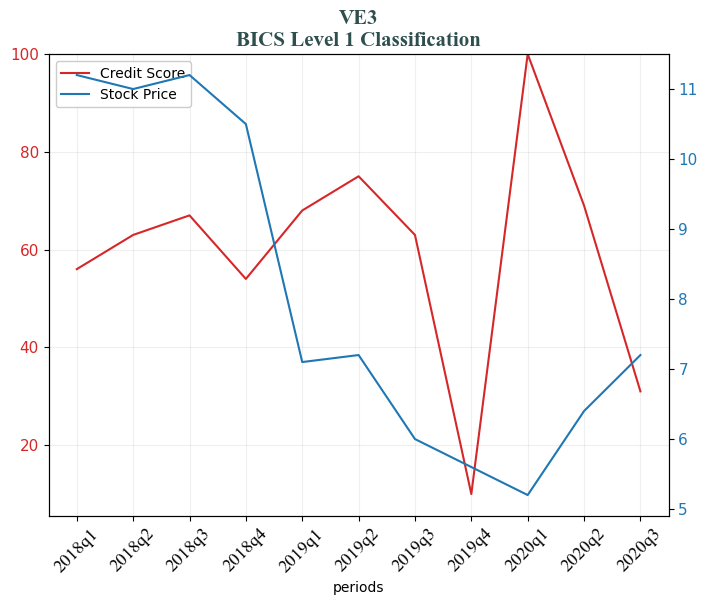 VE3
BICS Level 1 Classification
Credit Score
Stock Price
100
80
60
40
20
11
10
9
8
7
6
5
2018q1
2018q2
2018q3
2018q4
2019q1
2019q2
2019q3
2019q4
2020q1
2020q2
2020q3
periods